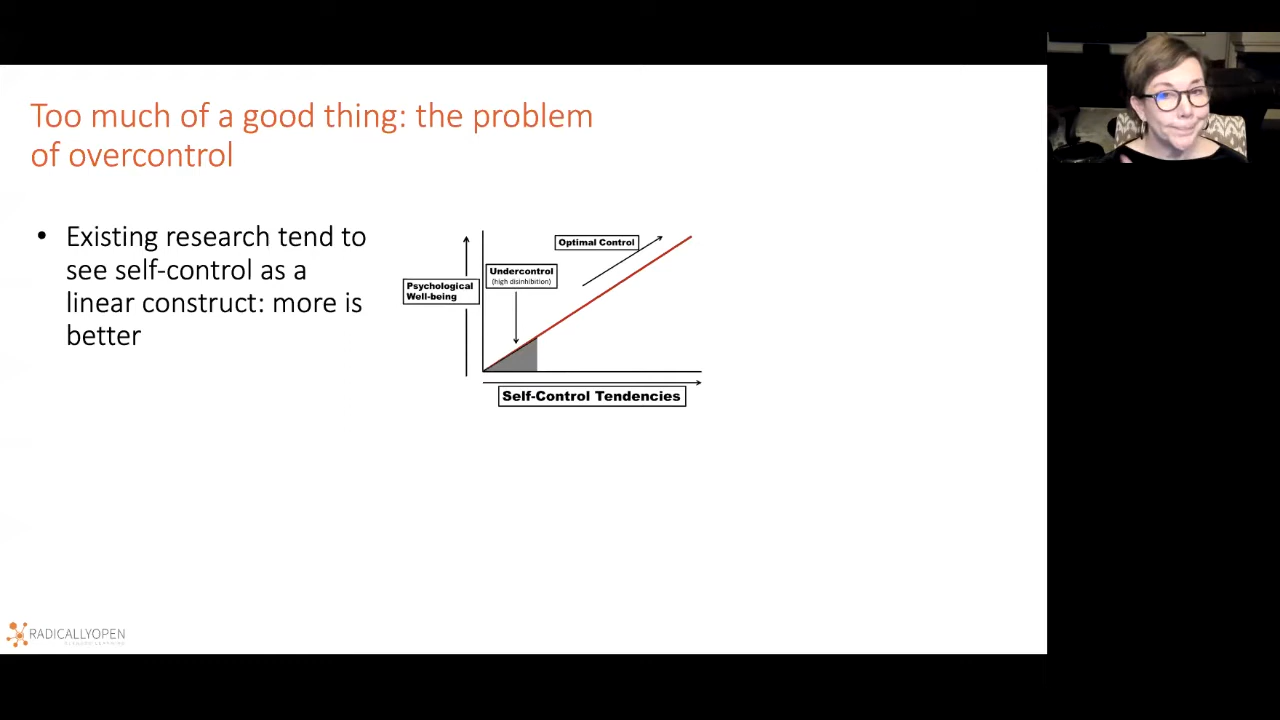 Too much of a good thing: the problem
of overcontrol
• Existing research tend to
see self-control as a
linear construct: more is
better
Optimal Control
Undercontrol
(high disinhibition)
Psychological
Well-being
Self-Control Tendencies
RADICALLYOPEN